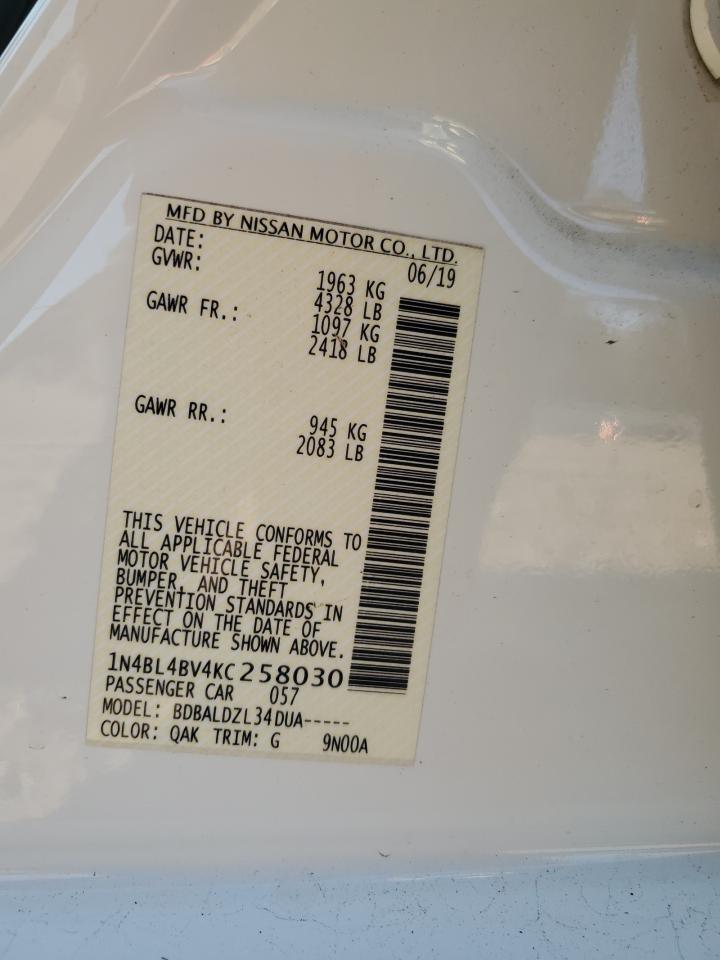 MFD BY NISSAN MOTOR CO., LTD.
DATE: 06/19
GVWR: 1963 KG
4328 LB
GAWR FR.: 1097 KG
2418 LB
GAWR RR.: 945 KG
2083 LB
THIS VEHICLE CONFORMS TO
ALL APPLICABLE FEDERAL
MOTOR VEHICLE SAFETY,
BUMPER, AND THEFT
PREVENTION STANDARDS IN
EFFECT ON THE DATE OF
MANUFACTURE SHOWN ABOVE.
1N4BL4BV4KC258030
PASSENGER CAR 057
MODEL: BDBALDZL34DUA-----
COLOR: QAK TRIM: G 9N00A